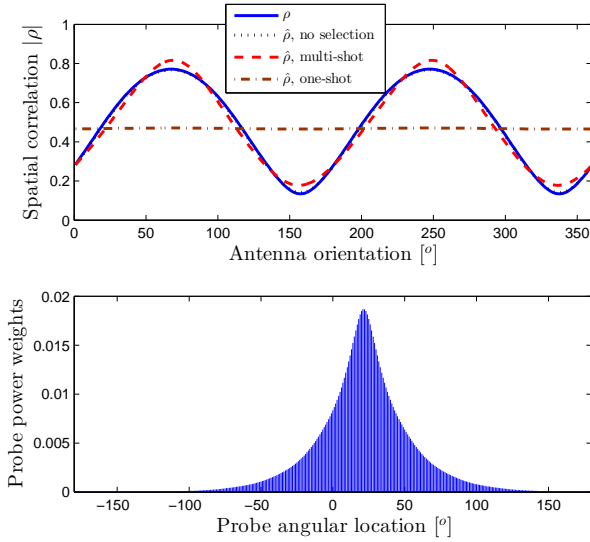 ρ
ρ̂, no selection
ρ̂, multi-shot
ρ̂, one-shot
Spatial correlation |ρ|
1
0.8
0.6
0.4
0.2
0
0 50 100 150 200 250 300 350
Antenna orientation [°]
Probe power weights
0.02
0.015
0.01
0.005
0
−150 −100 −50 0 50 100 150
Probe angular location [°]